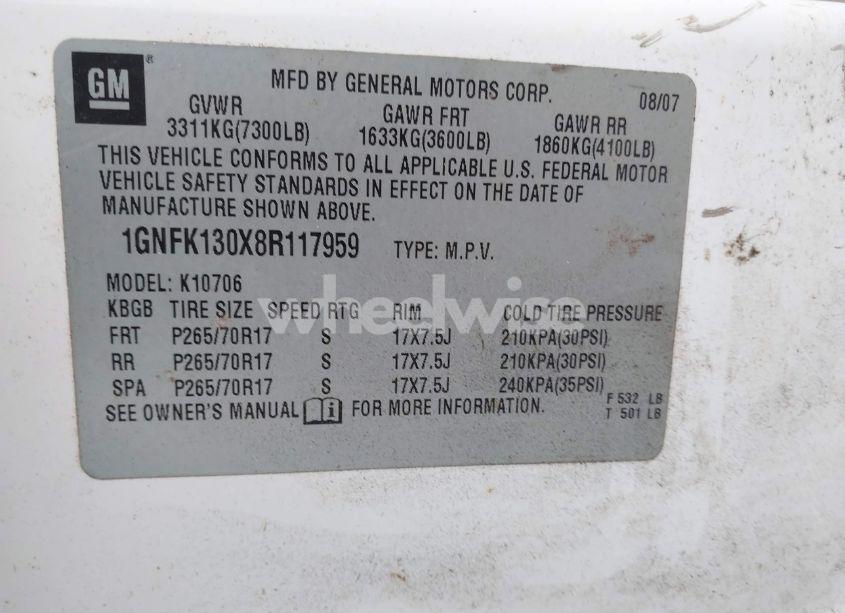 GM
MFD BY GENERAL MOTORS CORP. 08/07
GVWR GAWR FRT GAWR RR
3311KG(7300LB) 1633KG(3600LB) 1860KG(4100LB)
THIS VEHICLE CONFORMS TO ALL APPLICABLE U.S. FEDERAL MOTOR
VEHICLE SAFETY STANDARDS IN EFFECT ON THE DATE OF
MANUFACTURE SHOWN ABOVE.
1GNFK130X8R117959 TYPE: M.P.V.
MODEL: K10706
wheelwise
KBGB TIRE SIZE SPEED RTG RIM COLD TIRE PRESSURE
FRT P265/70R17 S 17X7.5J 210KPA(30PSI)
RR P265/70R17 S 17X7.5J 210KPA(30PSI)
SPA P265/70R17 S 17X7.5J 240KPA(35PSI)
F 532 LB
T 501 LB
SEE OWNER'S MANUAL i FOR MORE INFORMATION.